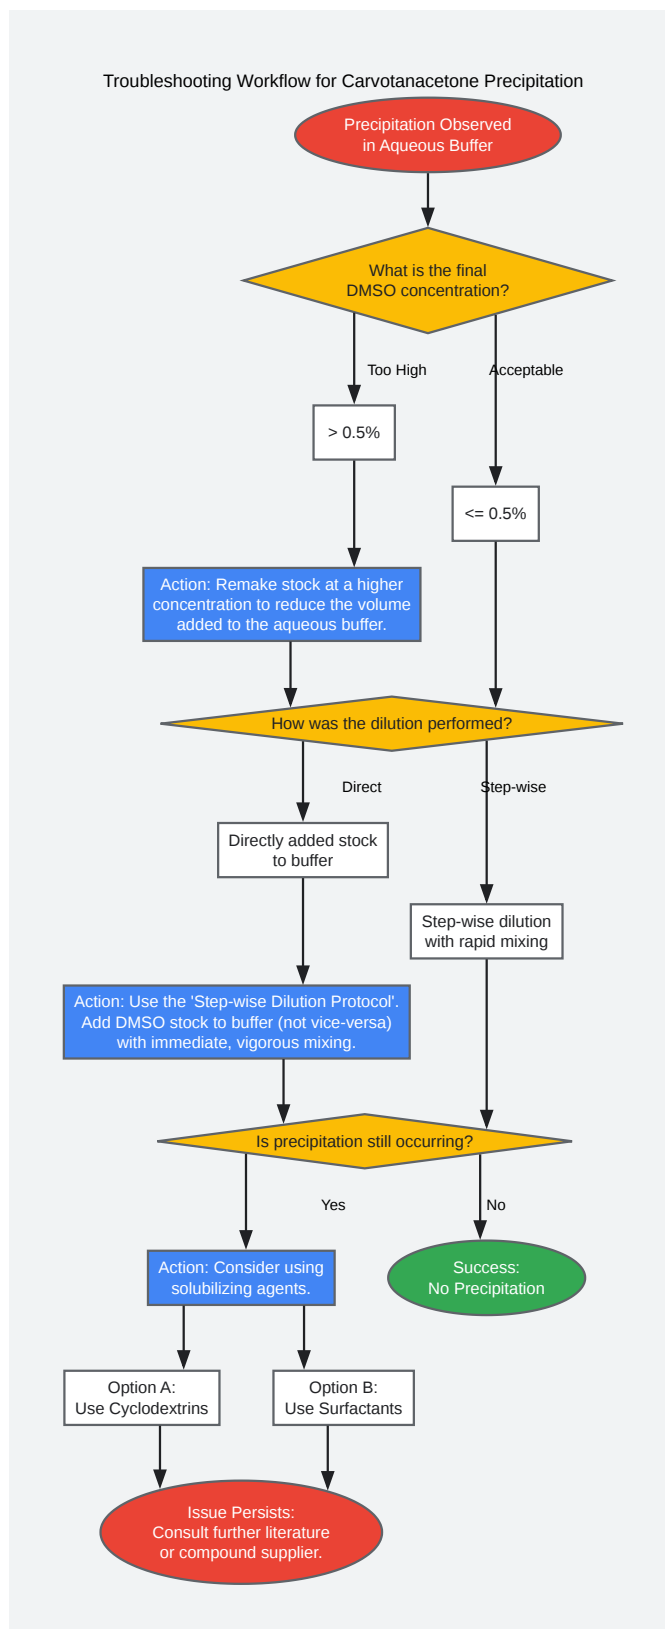 Troubleshooting Workflow for Carvotanacetone Precipitation
Precipitation Observed
in Aqueous Buffer
What is the final
DMSO concentration?
Too High
Acceptable
> 0.5%
<= 0.5%
Action: Remake stock at a higher
concentration to reduce the volume
added to the aqueous buffer.
How was the dilution performed?
Direct
Step-wise
Directly added stock
to buffer
Step-wise dilution
with rapid mixing
Action: Use the 'Step-wise Dilution Protocol'.
Add DMSO stock to buffer (not vice-versa)
with immediate, vigorous mixing.
Is precipitation still occurring?
Yes
No
Action: Consider using
solubilizing agents.
Success:
No Precipitation
Option A:
Use Cyclodextrins
Option B:
Use Surfactants
Issue Persists:
Consult further literature
or compound supplier.